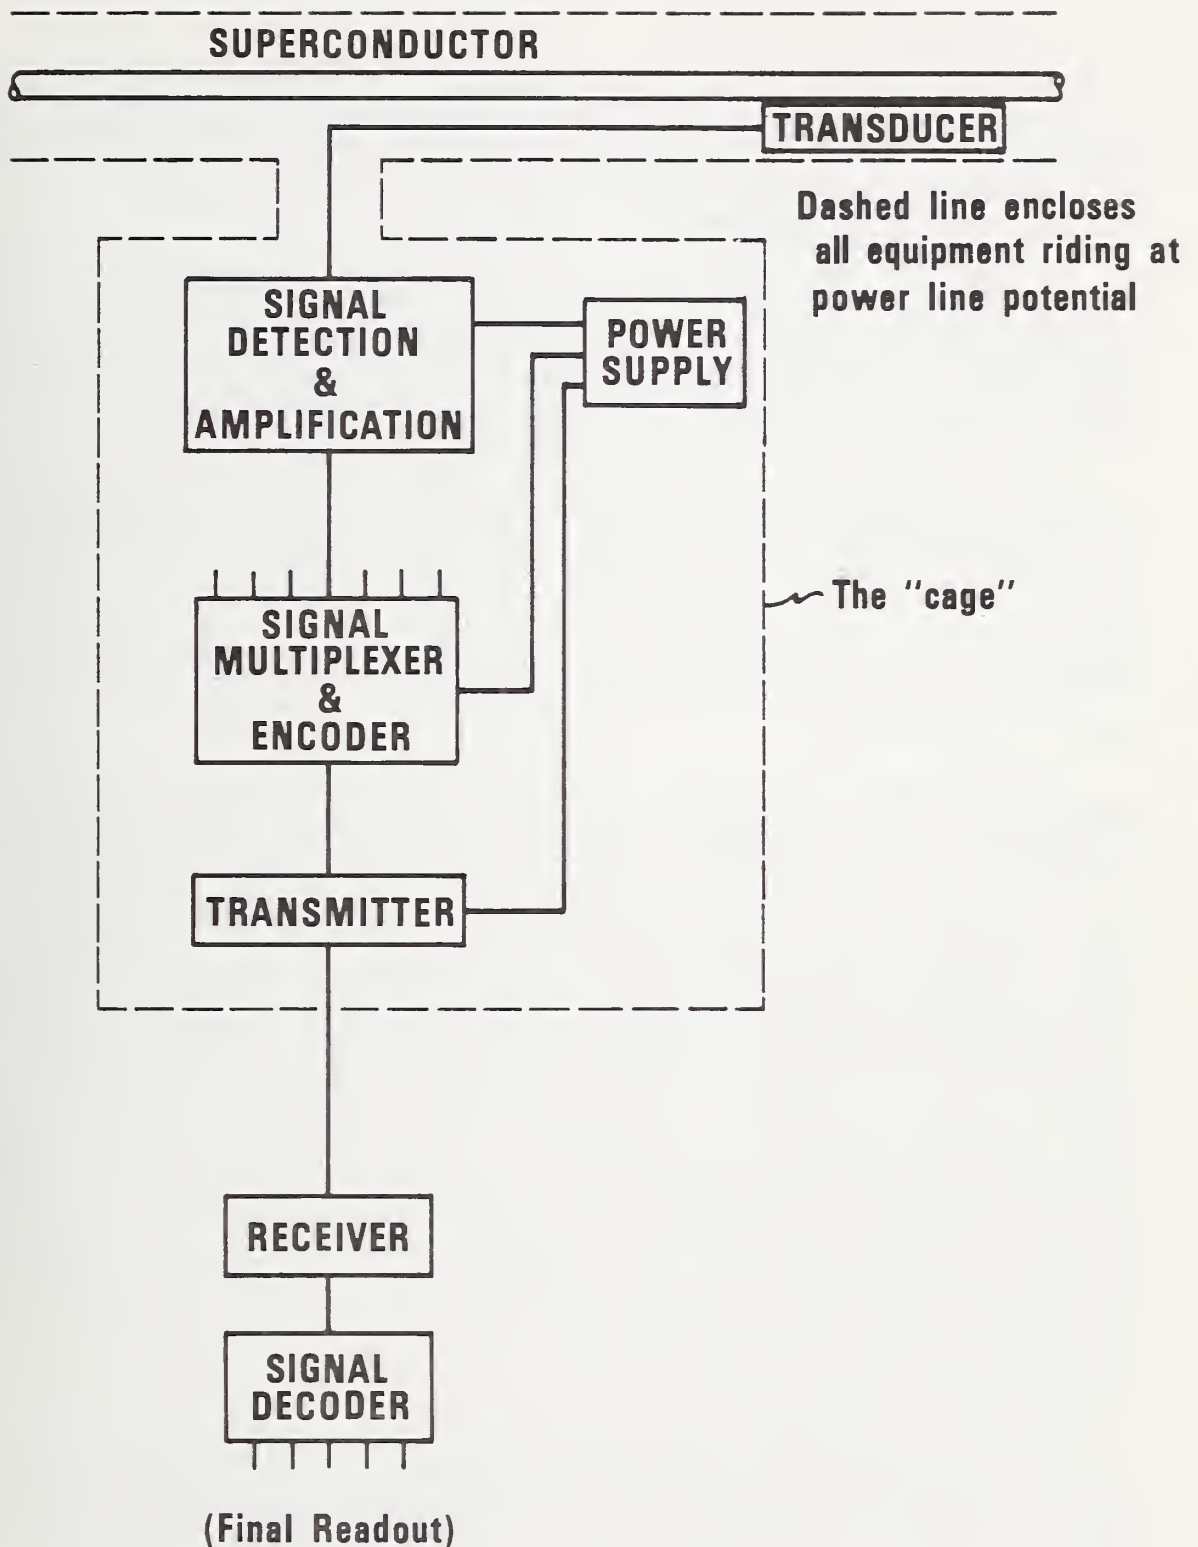 SUPERCONDUCTOR
TRANSDUCER
Dashed line encloses
all equipment riding at
power line potential
SIGNAL
DETECTION
&
AMPLIFICATION
POWER
SUPPLY
The "cage"
SIGNAL
MULTIPLEXER
&
ENCODER
TRANSMITTER
RECEIVER
SIGNAL
DECODER
(Final Readout)